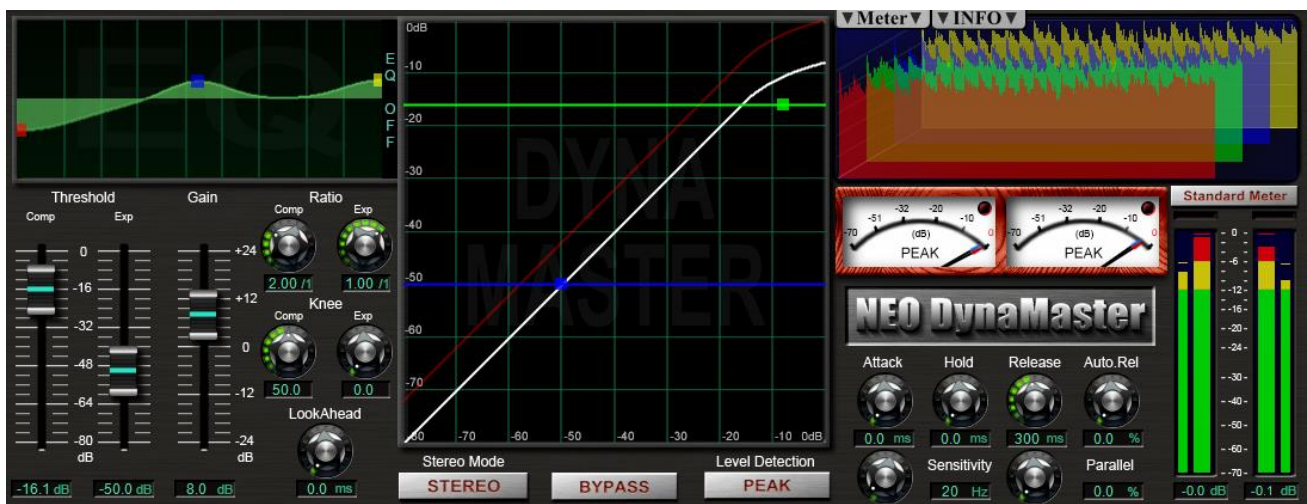 ▼Meter▼ ▼INFO▼
EQ OFF
EQ
0dB
-10
-20
-30
-40
-50
-60
-70
-80 -70 -60 -50 -40 -30 -20 -10 0dB
DYNA
MASTER
Threshold Gain Ratio
Comp Exp Comp Exp
2.00 /1 1.00 /1
Knee
Comp Exp
50.0 0.0
LookAhead
0.0 ms
0
-16
-32
-48
-64
-80
dB
+24
+12
0
-12
-24
dB
-16.1 dB -50.0 dB 8.0 dB
Stereo Mode Level Detection
STEREO BYPASS PEAK
-70 -51 -32 -20 -10 0
(dB)
PEAK
-70 -51 -32 -20 -10 0
(dB)
PEAK
Standard Meter
- 0 -
- -6 -
- -12 -
- -16 -
- -20 -
- -24 -
- -30 -
- -40 -
- -50 -
- -60 -
- -70 -
-0.0 dB -0.1 dB
NEO DynaMaster
Attack Hold Release Auto.Rel
0.0 ms 0.0 ms 300 ms 0.0 %
Sensitivity Parallel
20 Hz 0.0 %